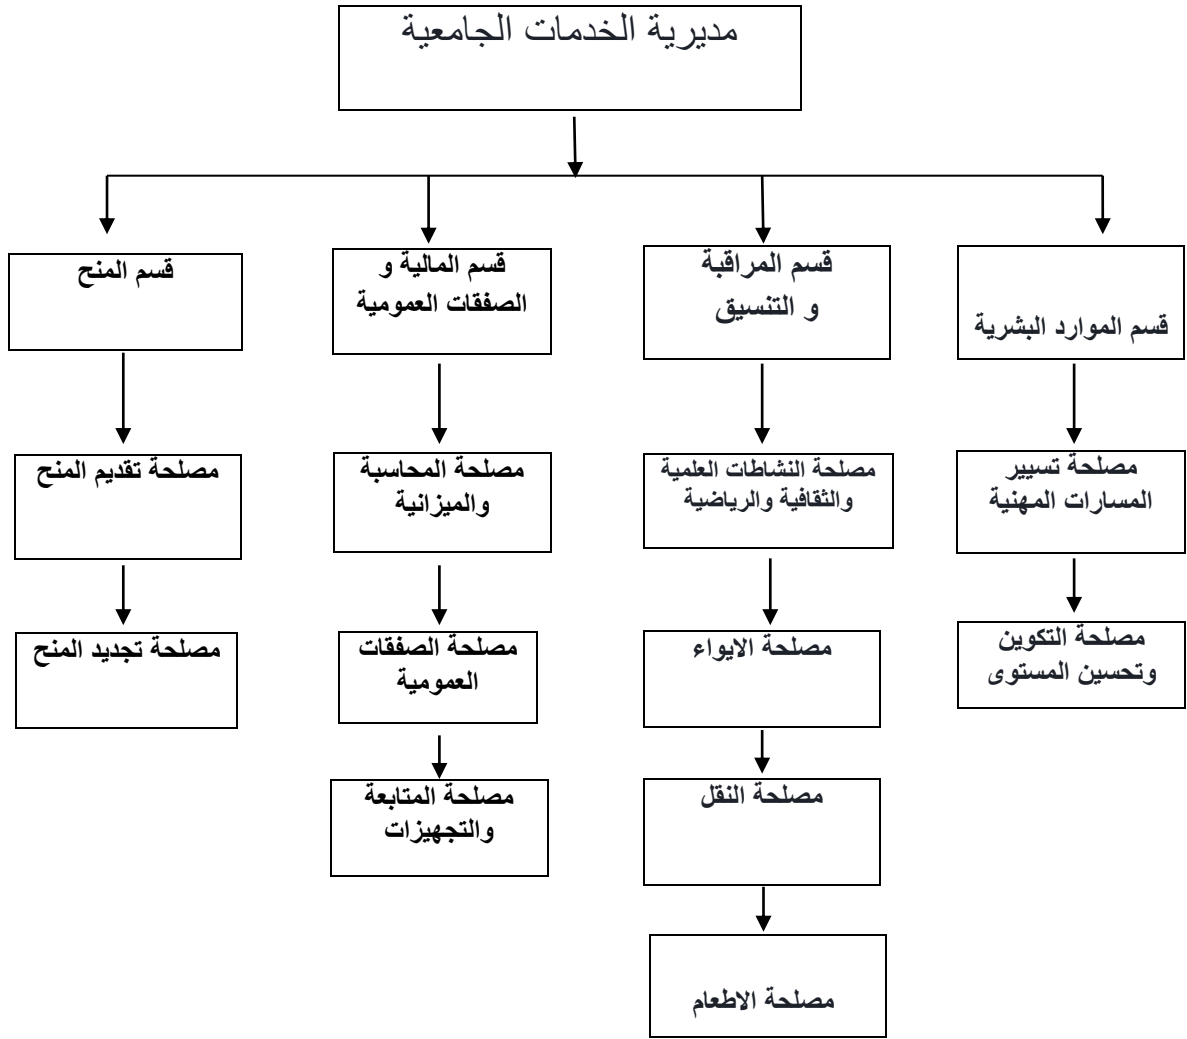 مديرية الخدمات الجامعية
قسم الموارد البشرية
قسم المراقبة
و التنسيق
قسم المالية و
الصفقات العمومية
قسم المنح
مصلحة تسيير
المسارات المهنية
مصلحة النشاطات العلمية
والثقافية والرياضية
مصلحة المحاسبة
والميزانية
مصلحة تقديم المنح
مصلحة التكوين
وتحسين المستوى
مصلحة الايواء
مصلحة الصفقات
العمومية
مصلحة تجديد المنح
مصلحة النقل
مصلحة المتابعة
والتجهيزات
مصلحة الاطعام